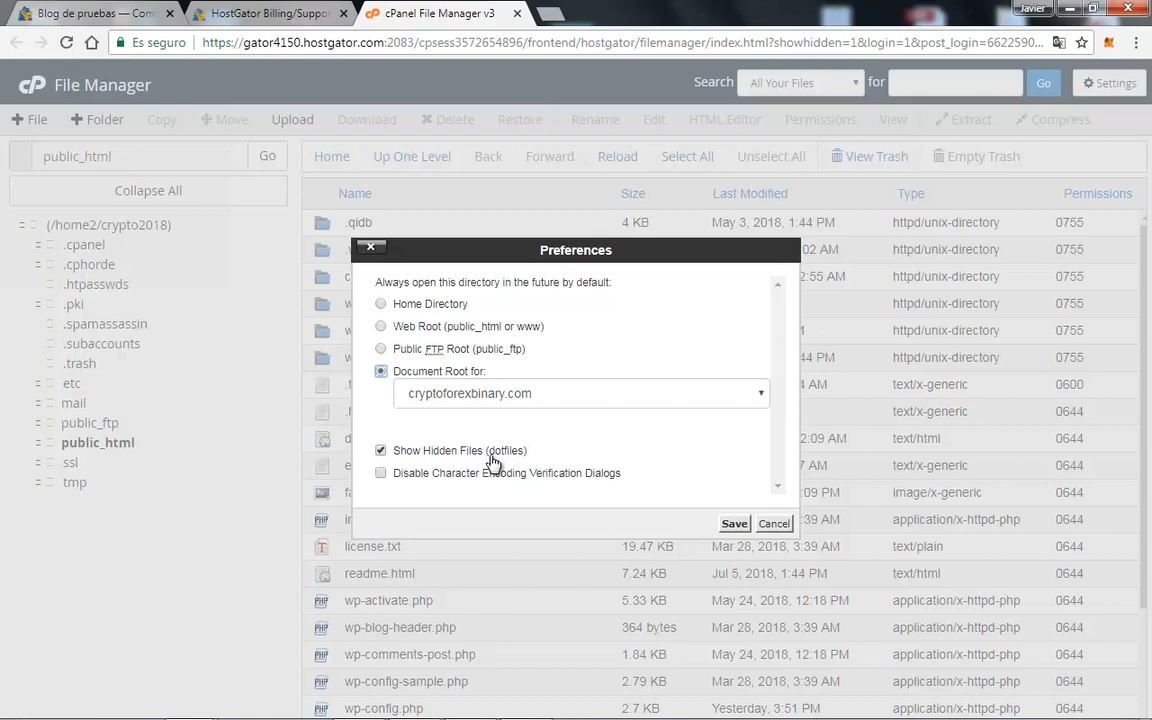 Blog de pruebas — Com
HostGator Billing/Suppo
cPanel File Manager v3
Javier
Es seguro
https://gator4150.hostgator.com:2083/cpsess3572654896/frontend/hostgator/filemanager/index.html?showhidden=1&login=1&post_login=6622590...
cP File Manager
Search All Your Files for Go Settings
File Folder Copy Move Upload Download Delete Restore Rename Edit HTML Editor Permissions View Extract Compress
public_html Go
Home Up One Level Back Forward Reload Select All Unselect All View Trash Empty Trash
Collapse All
Name Size Last Modified Type Permissions
(/home2/crypto2018)
.cpanel
.cphorde
.htpasswds
.pki
.spamassassin
.subaccounts
.trash
etc
mail
public_ftp
public_html
ssl
tmp
.qidb 4 KB May 3, 2018, 1:44 PM httpd/unix-directory 0755
02 AM httpd/unix-directory 0755
2:55 AM httpd/unix-directory 0755
httpd/unix-directory 0755
httpd/unix-directory 0755
44 PM httpd/unix-directory 0755
4 AM text/x-generic 0600
text/x-generic 0644
2:09 AM text/html 0644
text/x-generic 0644
:09 PM image/x-generic 0644
:39 AM application/x-httpd-php 0644
license.txt 19.47 KB Mar 28, 2018, 3:39 AM text/plain 0644
readme.html 7.24 KB Jul 5, 2018, 1:44 PM text/html 0644
wp-activate.php 5.33 KB May 24, 2018, 12:18 PM application/x-httpd-php 0644
wp-blog-header.php 364 bytes Mar 28, 2018, 3:39 AM application/x-httpd-php 0644
wp-comments-post.php 1.84 KB May 24, 2018, 12:18 PM application/x-httpd-php 0644
wp-config-sample.php 2.79 KB Mar 28, 2018, 3:39 AM application/x-httpd-php 0644
wp-config.php 2.7 KB Yesterday, 3:51 PM application/x-httpd-php 0644
Preferences
Always open this directory in the future by default:
Home Directory
Web Root (public_html or www)
Public FTP Root (public_ftp)
Document Root for:
cryptoforexbinary.com
Show Hidden Files (dotfiles)
Disable Character Encoding Verification Dialogs
Save Cancel